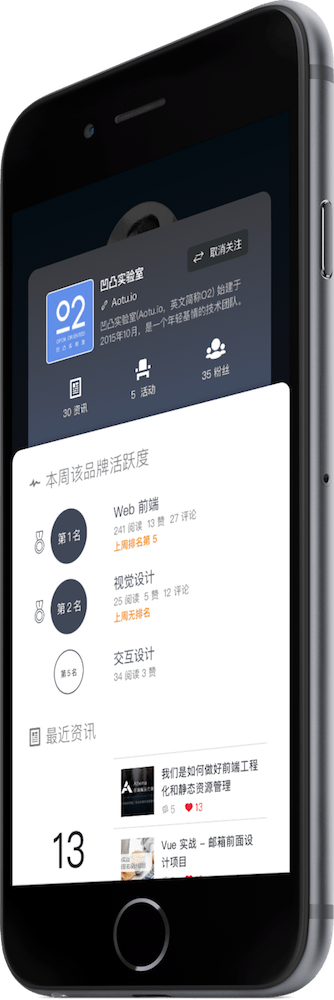 取消关注
凹凸实验室
Aotu.io
凹凸实验室(Aotu.io，英文简称O2) 始建于
2015年10月，是一个年轻基情的技术团队。
30 资讯
5 活动
35 粉丝
本周该品牌活跃度
第1名
Web 前端
241 阅读 13 赞 27 评论
上周排名第 5
第2名
视觉设计
25 阅读 5 赞 12 评论
上周无排名
第5名
交互设计
34 阅读 3 赞
最近资讯
13
我们是如何做好前端工程
化和静态资源管理
5
13
Vue 实战 – 邮箱前面设
计项目